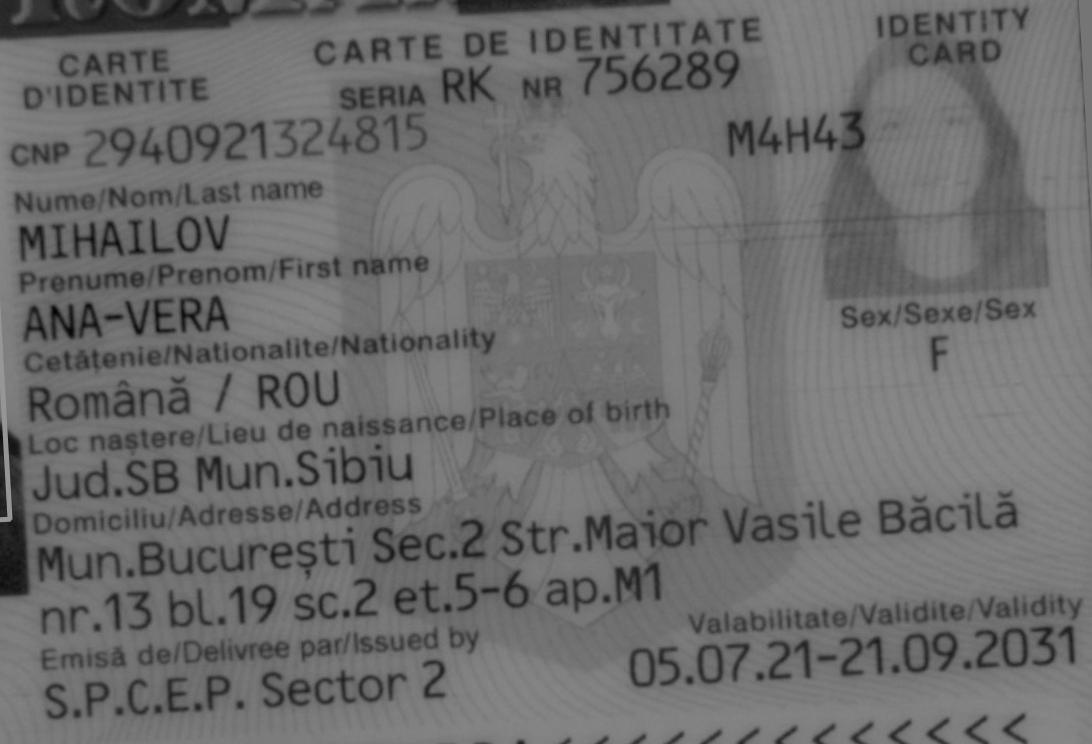 CARTE D'IDENTITE
CARTE DE IDENTITATE
IDENTITY CARD
SERIA RK NR 756289
CNP 2940921324815
M4H43
Nume/Nom/Last name
MIHAILOV
Prenume/Prenom/First name
ANA-VERA
Sex/Sexe/Sex
F
Cetăţenie/Nationalite/Nationality
Română / ROU
Loc naştere/Lieu de naissance/Place of birth
Jud.SB Mun.Sibiu
Domiciliu/Adresse/Address
Mun.Bucureşti Sec.2 Str.Maior Vasile Băcilă
nr.13 bl.19 sc.2 et.5-6 ap.M1
Emisă de/Delivree par/Issued by
S.P.C.E.P. Sector 2
Valabilitate/Validite/Validity
05.07.21-21.09.2031